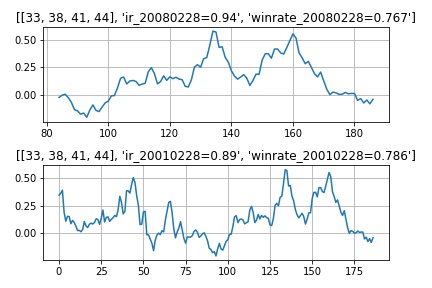 [[33, 38, 41, 44], 'ir_20080228=0.94', 'winrate_20080228=0.767']
0.50
0.25
0.00
80 100 120 140 160 180
[[33, 38, 41, 44], 'ir_20010228=0.89', 'winrate_20010228=0.786']
0.50
0.25
0.00
0 25 50 75 100 125 150 175